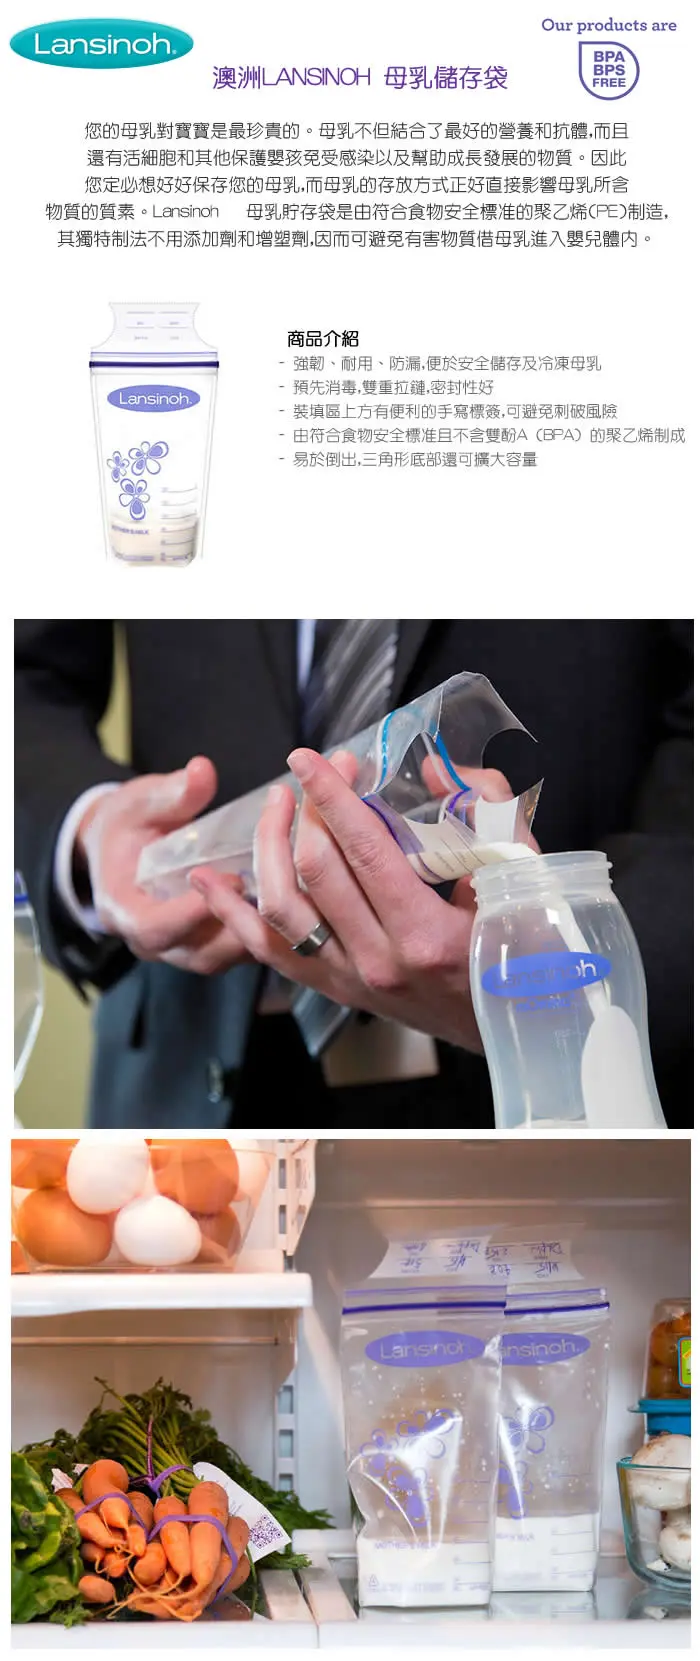 Lansinoh®
Our products are
BPA
BPS
FREE
澳洲LANSINOH 母乳儲存袋
您的母乳對寶寶是最珍貴的。母乳不但結合了最好的營養和抗體,而且
還有活細胞和其他保護嬰孩免受感染以及幫助成長發展的物質。因此
您定必想好好保存您的母乳,而母乳的存放方式正好直接影響母乳所含
物質的質素。Lansinoh 母乳貯存袋是由符合食物安全標准的聚乙烯(PE)制造,
其獨特制法不用添加劑和增塑劑,因而可避免有害物質借母乳進入嬰兒體内。
商品介紹
- 強韌、耐用、防漏,便於安全儲存及冷凍母乳
- 預先消毒,雙重拉鏈,密封性好
- 裝填區上方有便利的手寫標簽,可避免刺破風險
- 由符合食物安全標准且不含雙酚A（BPA）的聚乙烯制成
- 易於倒出,三角形底部還可擴大容量
Lansinoh.
Lansinoh
Lansinoh
nsinoh.